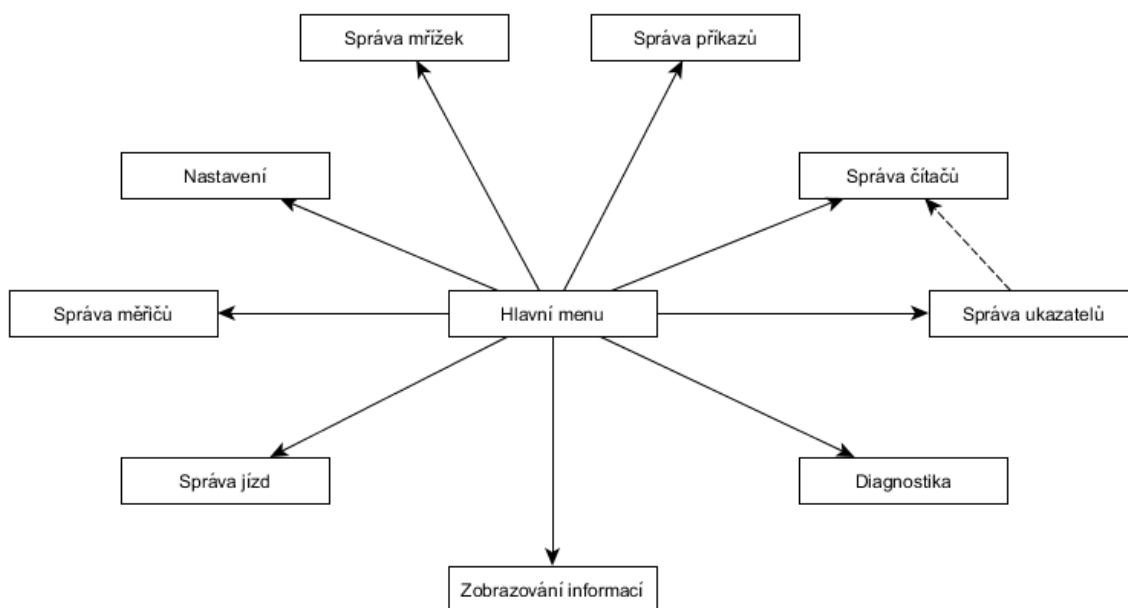 Správa mřížek
Správa příkazů
Nastavení
Správa čítačů
Správa měřičů
Hlavní menu
Správa ukazatelů
Správa jízd
Diagnostika
Zobrazování informací